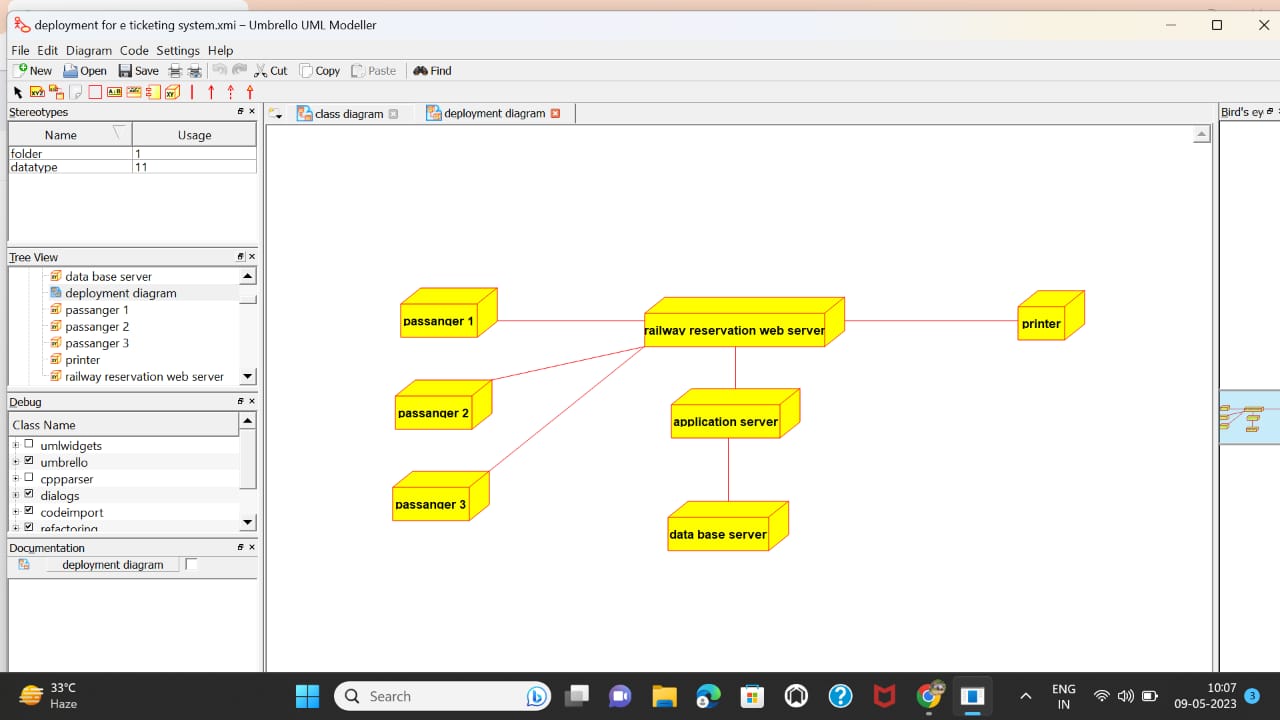 deployment for e ticketing system.xmi – Umbrello UML Modeller
File Edit Diagram Code Settings Help
New Open Save Cut Copy Paste Find
Stereotypes
Name Usage
folder 1
datatype 11
class diagram deployment diagram
Bird's ey
Tree View
data base server
deployment diagram
passanger 1
passanger 2
passanger 3
printer
railway reservation web server
Debug
Class Name
umlwidgets
umbrello
cppparser
dialogs
codeimport
refactoring
Documentation
deployment diagram
passanger 1
railway reservation web server
printer
passanger 2
application server
passanger 3
data base server
33°C
Haze
Search
ENG
IN
10:07
09-05-2023
3